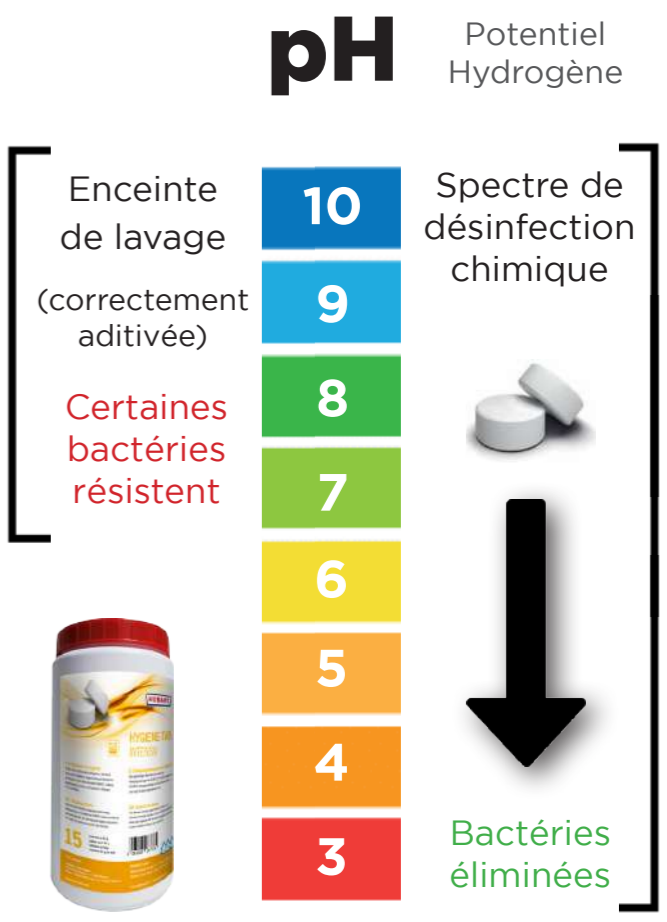 pH
Potentiel
Hydrogène
Enceinte
de lavage
(correctement
aditivée)
Certaines
bactéries
résistent
10
9
8
7
6
5
4
3
Spectre de
désinfection
chimique
Bactéries
éliminées
HOBART
15